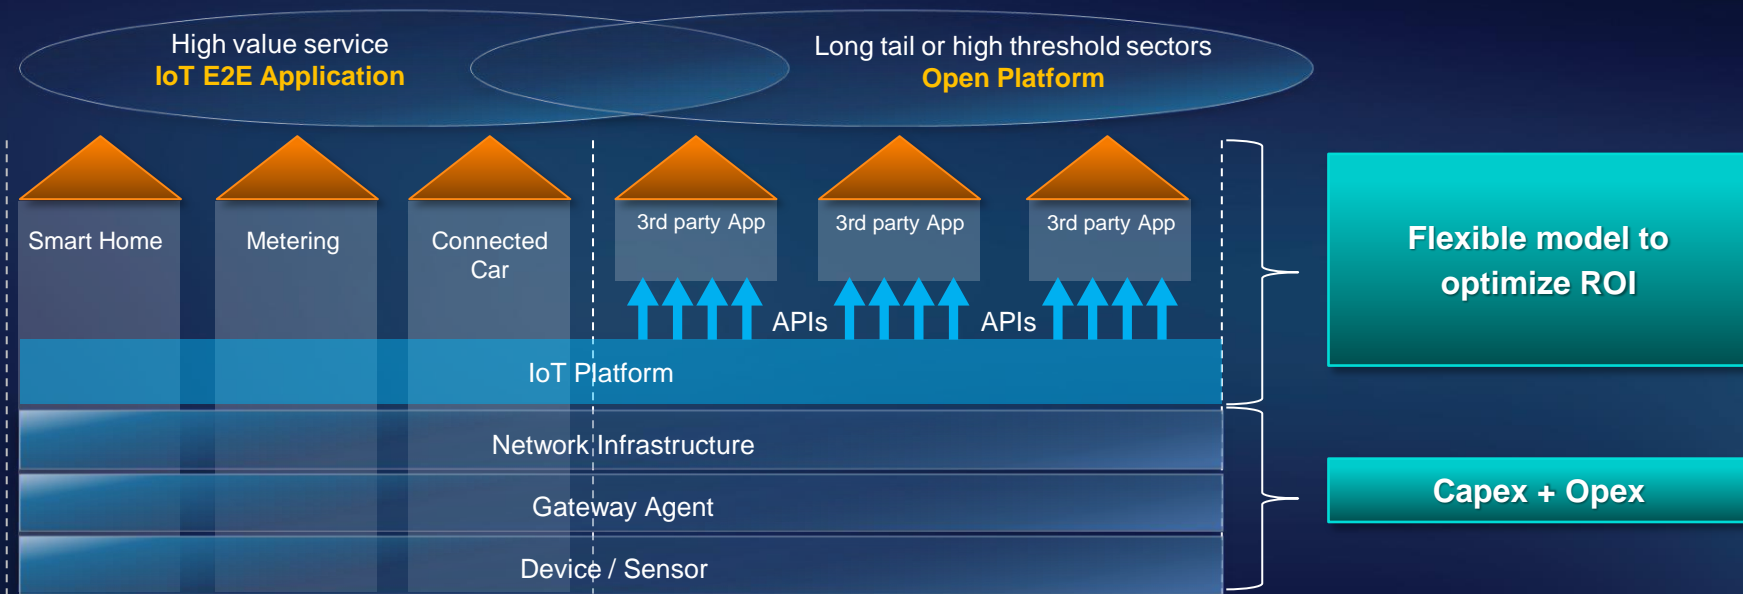 High value service
IoT E2E Application
Long tail or high threshold sectors
Open Platform
Smart Home
Metering
Connected
Car
3rd party App
3rd party App
3rd party App
APIs
APIs
Flexible model to
optimize ROI
IoT Platform
Network Infrastructure
Gateway Agent
Capex + Opex
Device / Sensor